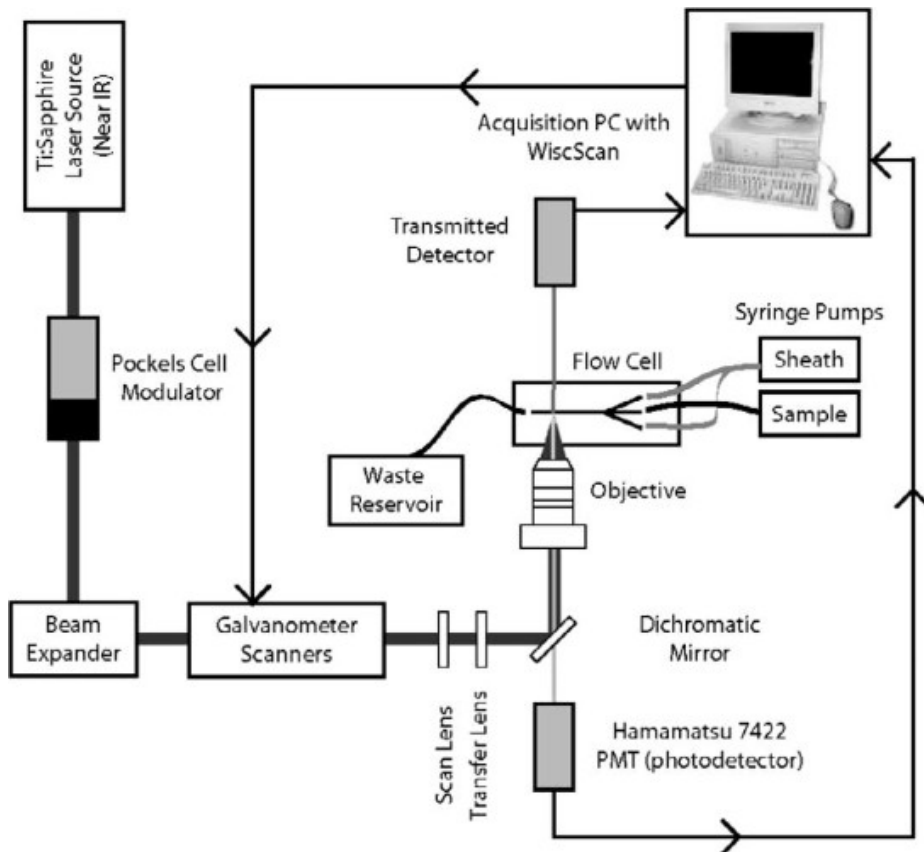 Ti:Sapphire
Laser Source
(Near IR)
Acquisition PC with
WiscScan
Transmitted
Detector
Pockels Cell
Modulator
Syringe Pumps
Flow Cell
Sheath
Sample
Waste
Reservoir
Objective
Beam
Expander
Galvanometer
Scanners
Scan Lens
Transfer Lens
Dichromatic
Mirror
Hamamatsu 7422
PMT (photodetector)